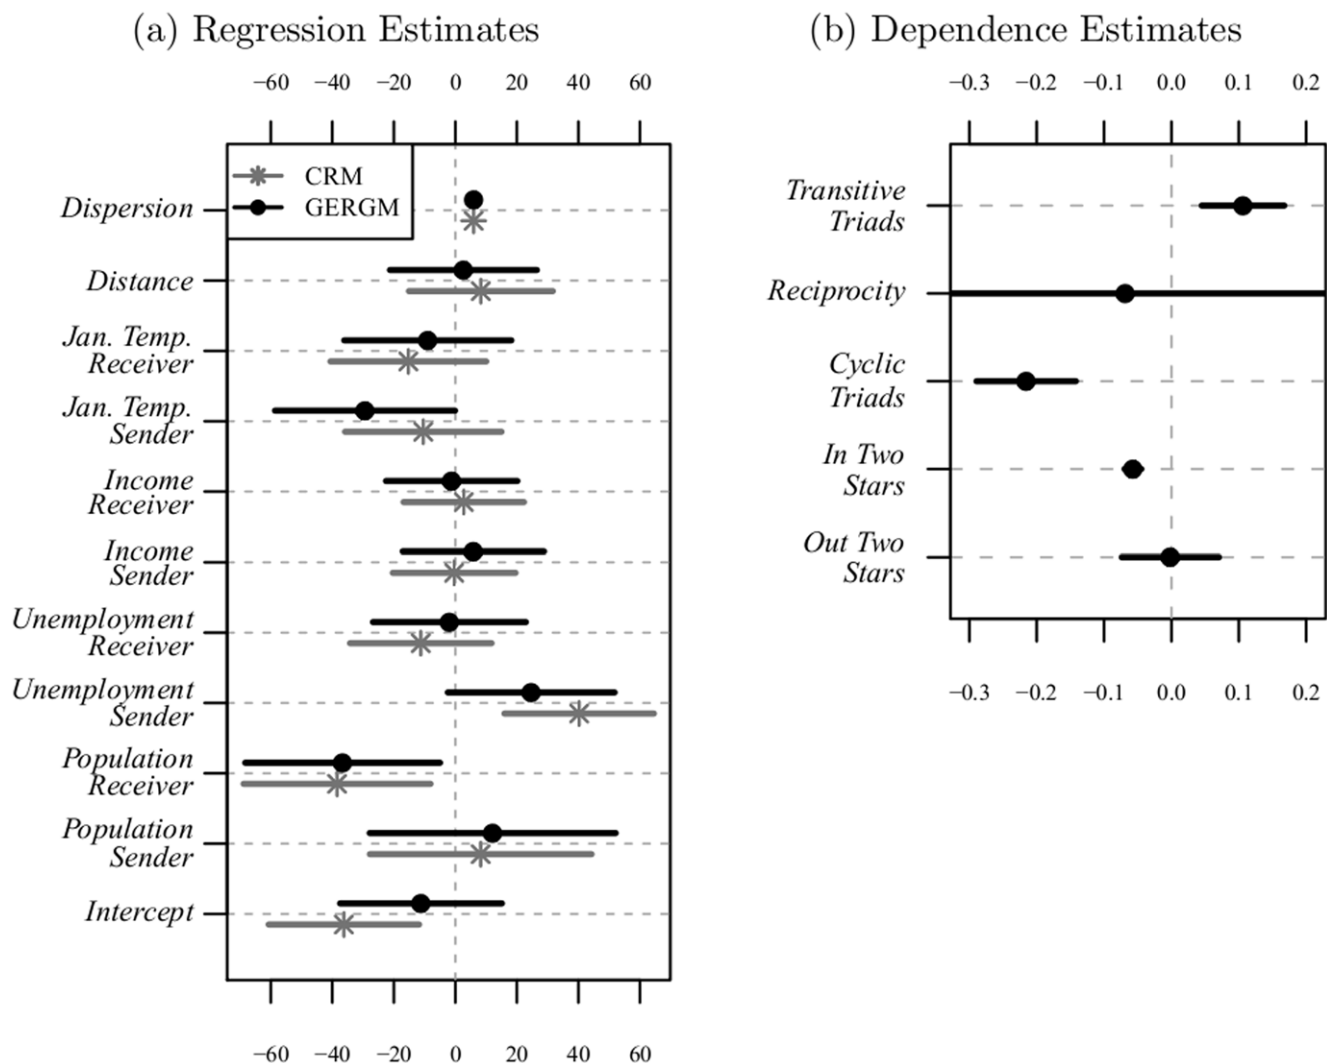 (a) Regression Estimates
−60 −40 −20 0 20 40 60
CRM
GERGM
Dispersion
Distance
Jan. Temp.
Receiver
Jan. Temp.
Sender
Income
Receiver
Income
Sender
Unemployment
Receiver
Unemployment
Sender
Population
Receiver
Population
Sender
Intercept
−60 −40 −20 0 20 40 60
(b) Dependence Estimates
−0.3 −0.2 −0.1 0.0 0.1 0.2
Transitive
Triads
Reciprocity
Cyclic
Triads
In Two
Stars
Out Two
Stars
−0.3 −0.2 −0.1 0.0 0.1 0.2